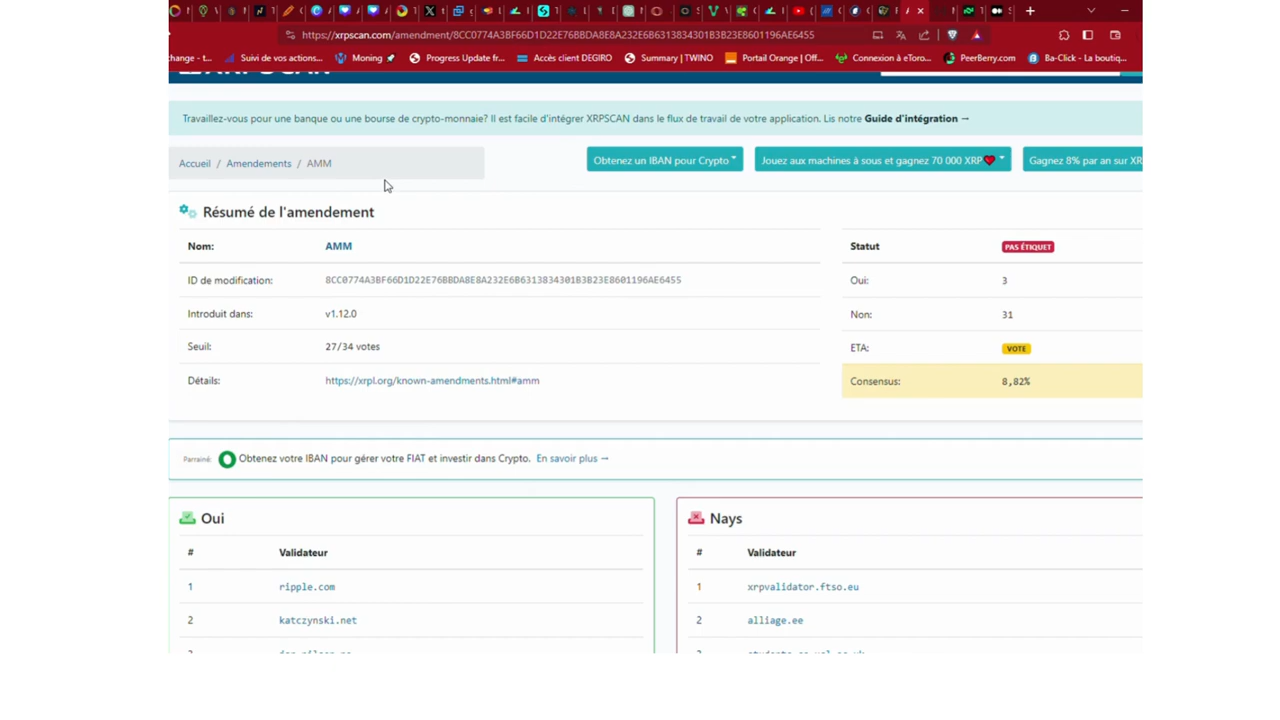 https://xrpscan.com/amendment/8CC0774A3BF66D1D22E76BBDA8E8A232E6B6313834301B3B23E8601196AE6455
change - t...
Suivi de vos actions...
Moning
Progress Update fr...
Accès client DEGIRO
Summary | TWINO
Portail Orange | Off...
Connexion à eToro...
PeerBerry.com
Ba-Click - La boutiq...
Travaillez-vous pour une banque ou une bourse de crypto-monnaie? Il est facile d'intégrer XRPSCAN dans le flux de travail de votre application. Lis notre Guide d'intégration →
Accueil / Amendements / AMM
Obtenez un IBAN pour Crypto
Jouez aux machines à sous et gagnez 70 000 XRP
Gagnez 8% par an sur XR
Résumé de l'amendement
Nom: AMM
ID de modification: 8CC0774A3BF66D1D22E76BBDA8E8A232E6B6313834301B3B23E8601196AE6455
Introduit dans: v1.12.0
Seuil: 27/34 votes
Détails: https://xrpl.org/known-amendments.html#amm
Statut PAS ÉTIQUET
Oui: 3
Non: 31
ETA: VOTE
Consensus: 8,82%
Parrainé: Obtenez votre IBAN pour gérer votre FIAT et investir dans Crypto. En savoir plus →
Oui
# Validateur
1 ripple.com
2 katczynski.net
Nays
# Validateur
1 xrpvalidator.ftso.eu
2 alliage.ee